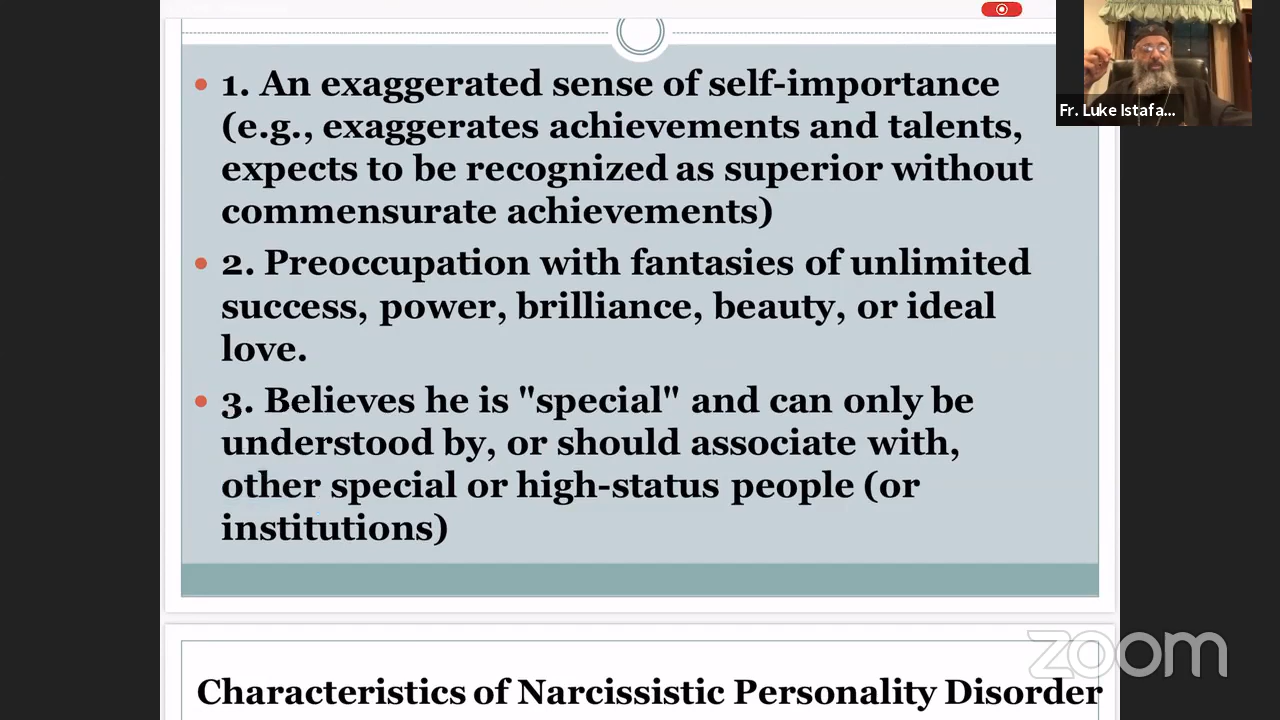 • 1. An exaggerated sense of self-importance
(e.g., exaggerates achievements and talents,
expects to be recognized as superior without
commensurate achievements)
• 2. Preoccupation with fantasies of unlimited
success, power, brilliance, beauty, or ideal
love.
• 3. Believes he is "special" and can only be
understood by, or should associate with,
other special or high-status people (or
institutions)
Fr. Luke Istafa...
zoom
Characteristics of Narcissistic Personality Disorder